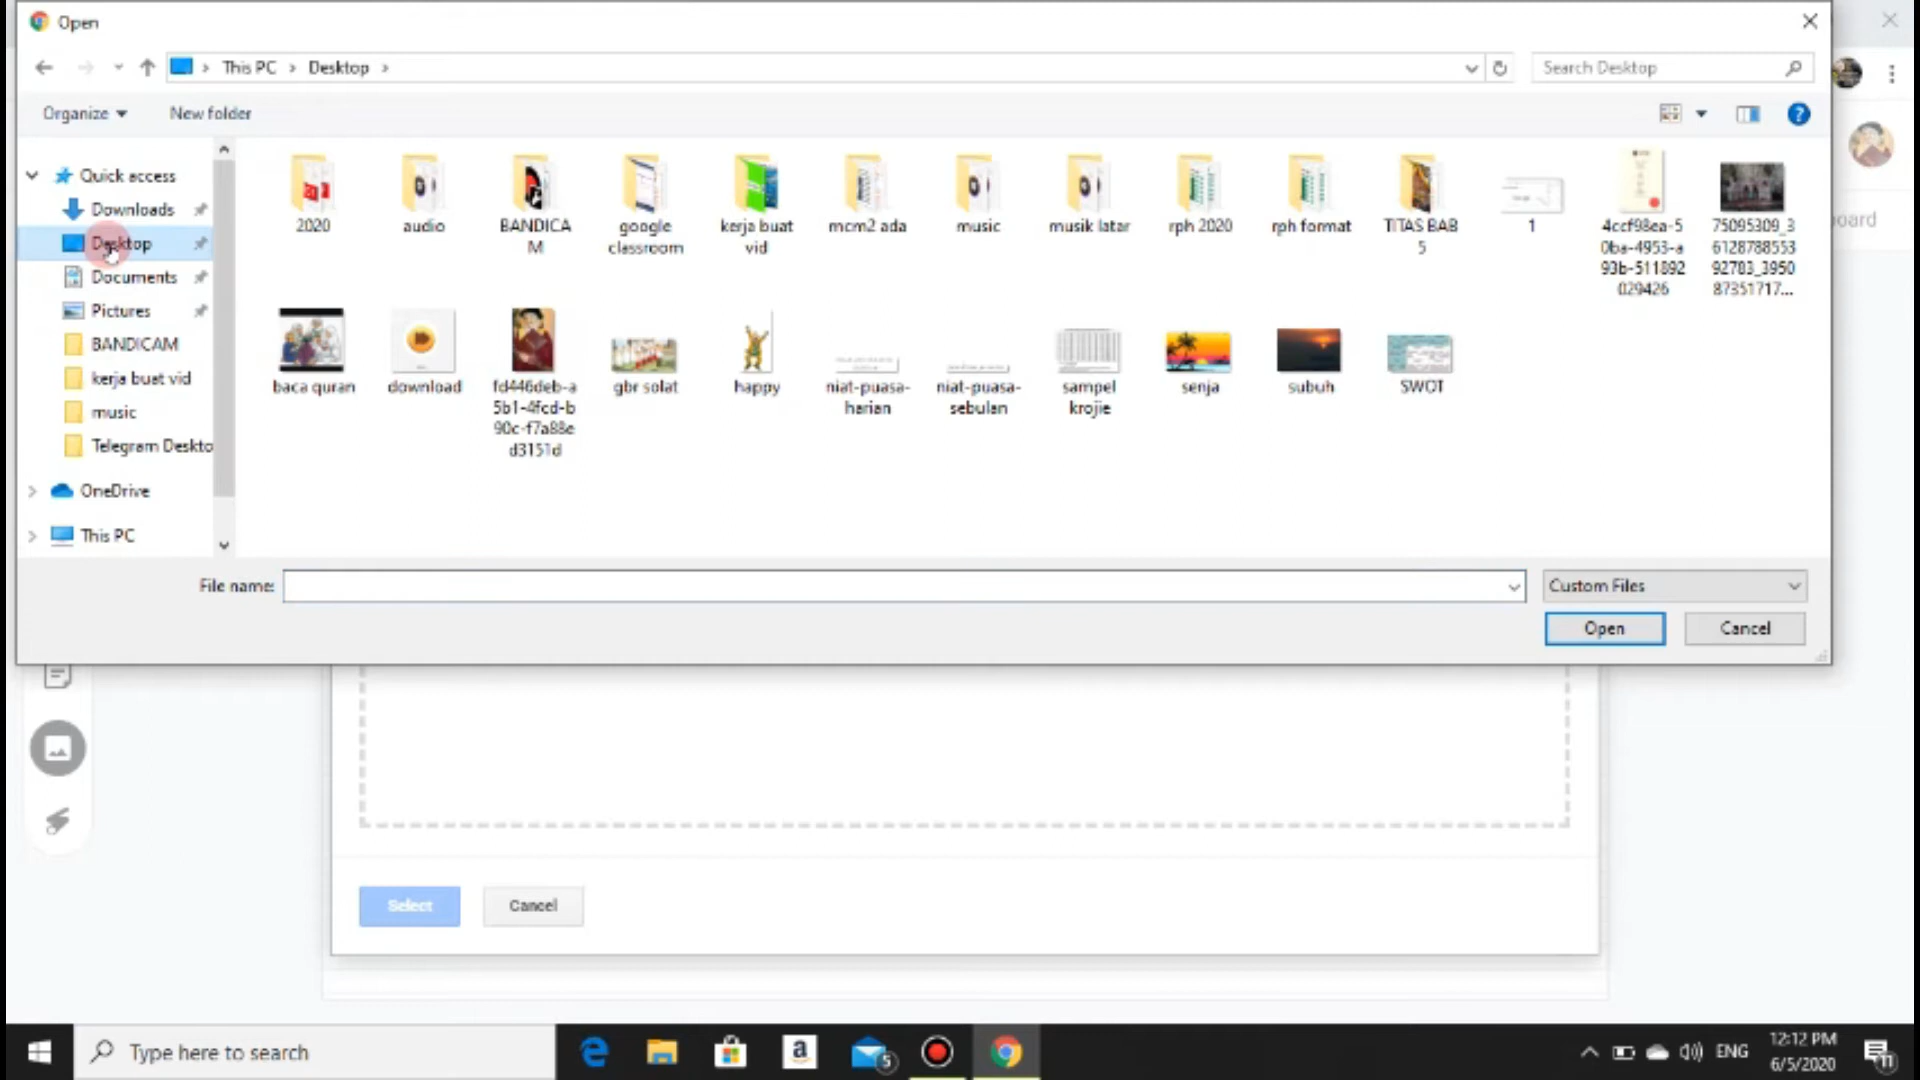 Open
This PC > Desktop >
Search Desktop
Organize
New folder
Quick access
Downloads
Desktop
Documents
Pictures
BANDICAM
kerja buat vid
music
Telegram Deskto
OneDrive
This PC
2020
audio
BANDICA
M
google
classroom
kerja buat
vid
mcm2 ada
music
musik latar
rph 2020
rph format
TITAS BAB
5
1
4ccf98ea-5
0ba-4953-a
93b-511892
029426
75095309_3
6128788553
92783_3950
87351717...
baca quran
download
fd446deb-a
5b1-4fcd-b
90c-f7a88e
d3151d
gbr solat
happy
niat-puasa-
harian
niat-puasa-
sebulan
sampel
krojie
senja
subuh
SWOT
File name:
Custom Files
Open
Cancel
oard
Select
Cancel
Type here to search
5
ENG
12:12 PM
6/5/2020
11